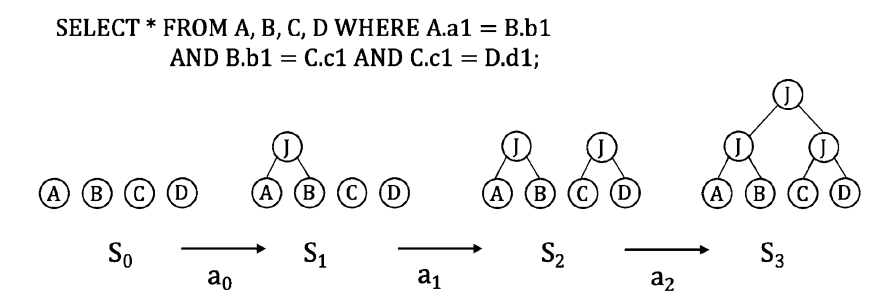 SELECT * FROM A, B, C, D WHERE A.a1 = B.b1
AND B.b1 = C.c1 AND C.c1 = D.d1;
J
J J J J
A B C D A B C D A B C D A B C D
S₀ S₁ S₂ S₃
a₀ a₁ a₂